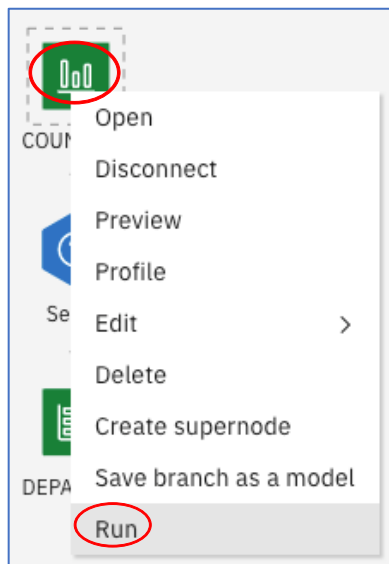 COUN
Open
Disconnect
Preview
Profile
Se
Edit
Delete
Create supernode
DEPA
Save branch as a model
Run